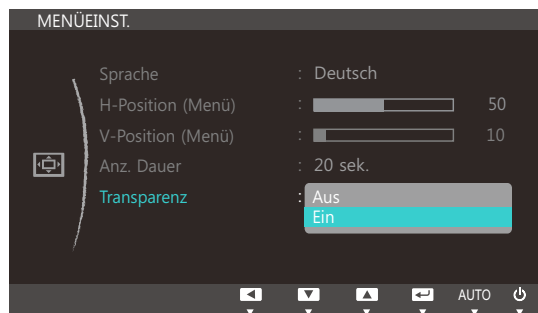 MENÜEINST.
Sprache : Deutsch
H-Position (Menü) : 50
V-Position (Menü) : 10
Anz. Dauer : 20 sek.
Transparenz : Aus
Ein
AUTO